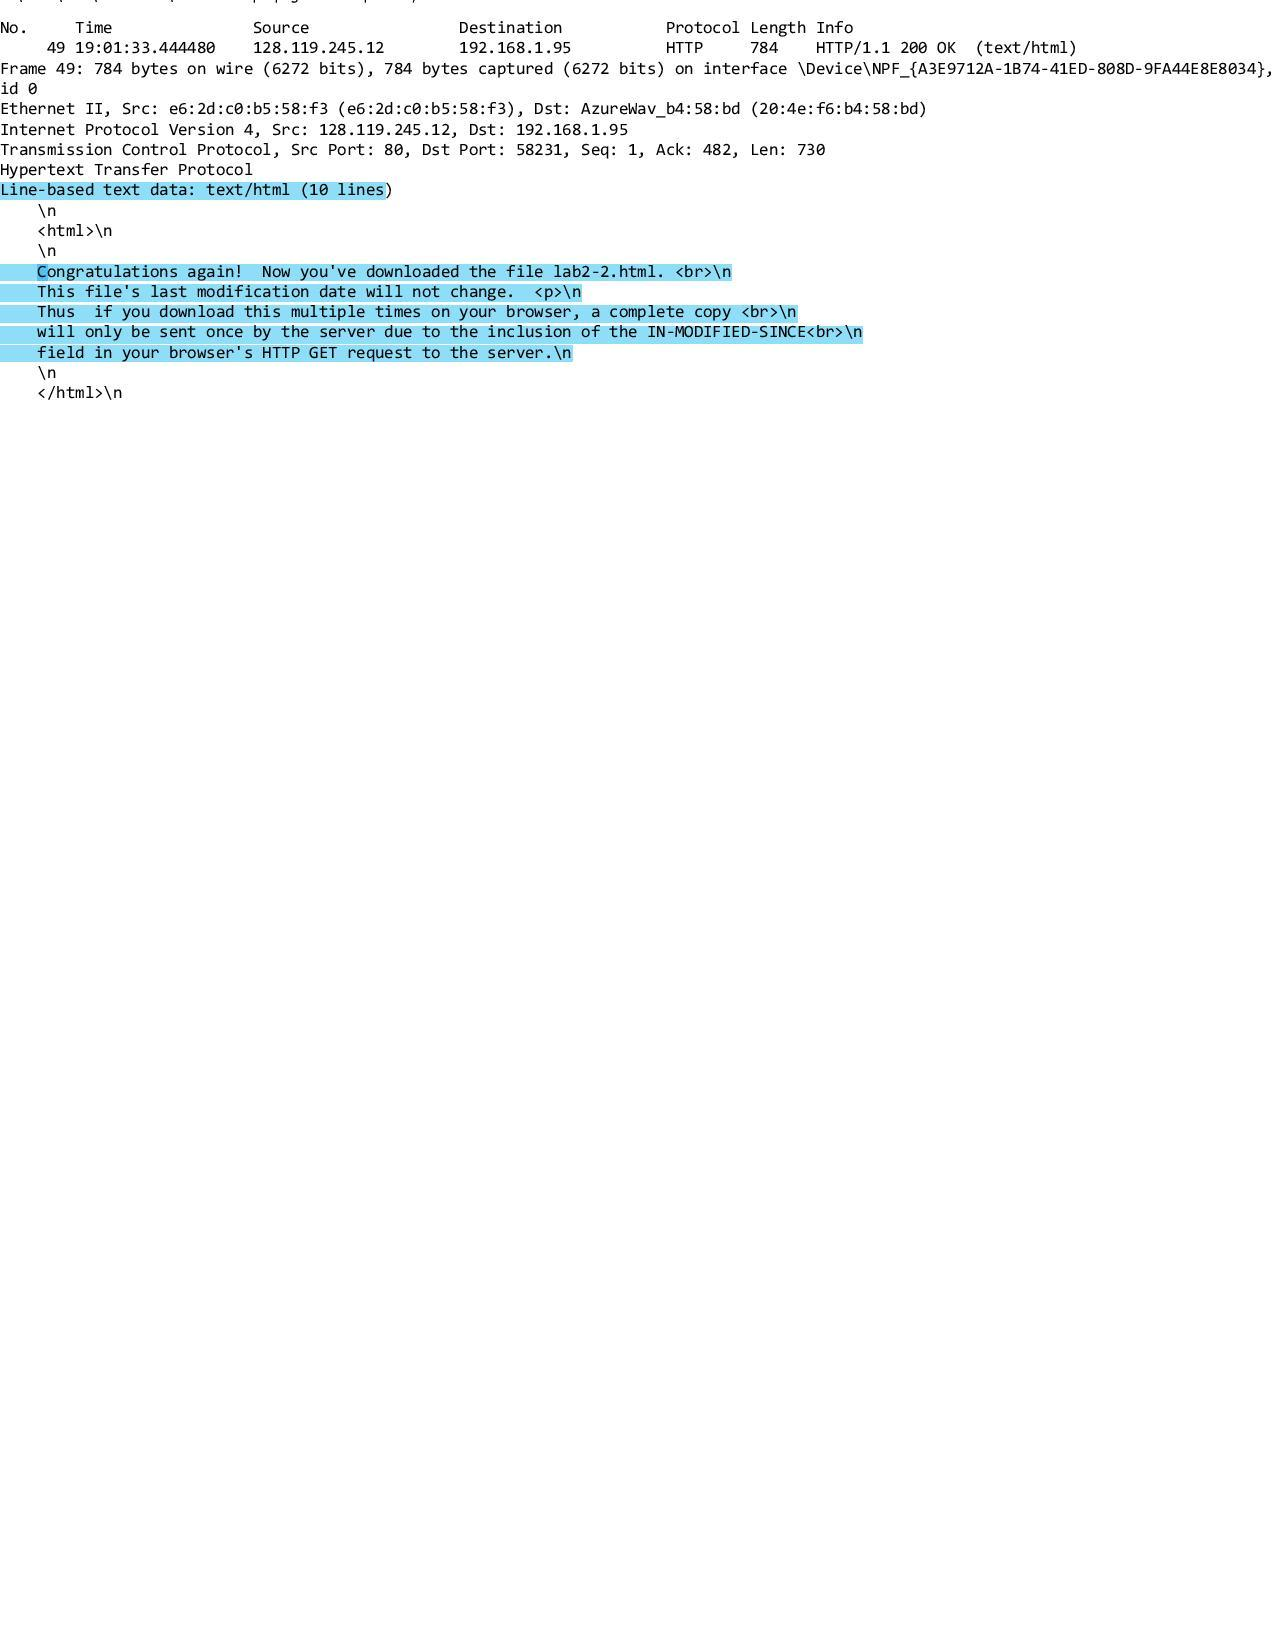 No.     Time               Source                Destination           Protocol Length Info
     49 19:01:33.444480    128.119.245.12        192.168.1.95          HTTP     784    HTTP/1.1 200 OK  (text/html)
Frame 49: 784 bytes on wire (6272 bits), 784 bytes captured (6272 bits) on interface \Device\NPF_{A3E9712A-1B74-41ED-808D-9FA44E8E8034},
id 0
Ethernet II, Src: e6:2d:c0:b5:58:f3 (e6:2d:c0:b5:58:f3), Dst: AzureWav_b4:58:bd (20:4e:f6:b4:58:bd)
Internet Protocol Version 4, Src: 128.119.245.12, Dst: 192.168.1.95
Transmission Control Protocol, Src Port: 80, Dst Port: 58231, Seq: 1, Ack: 482, Len: 730
Hypertext Transfer Protocol
Line-based text data: text/html (10 lines)
    \n
    <html>\n
    \n
    Congratulations again!  Now you've downloaded the file lab2-2.html. <br>\n
    This file's last modification date will not change.  <p>\n
    Thus  if you download this multiple times on your browser, a complete copy <br>\n
    will only be sent once by the server due to the inclusion of the IN-MODIFIED-SINCE<br>\n
    field in your browser's HTTP GET request to the server.\n
    \n
    </html>\n